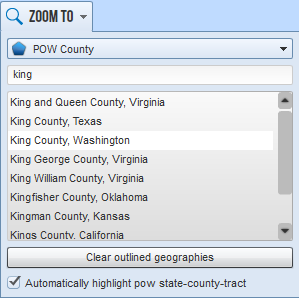 ZOOM TO
POW County
king
King and Queen County, Virginia
King County, Texas
King County, Washington
King George County, Virginia
King William County, Virginia
Kingfisher County, Oklahoma
Kingman County, Kansas
Kings County, California
Clear outlined geographies
Automatically highlight pow state-county-tract